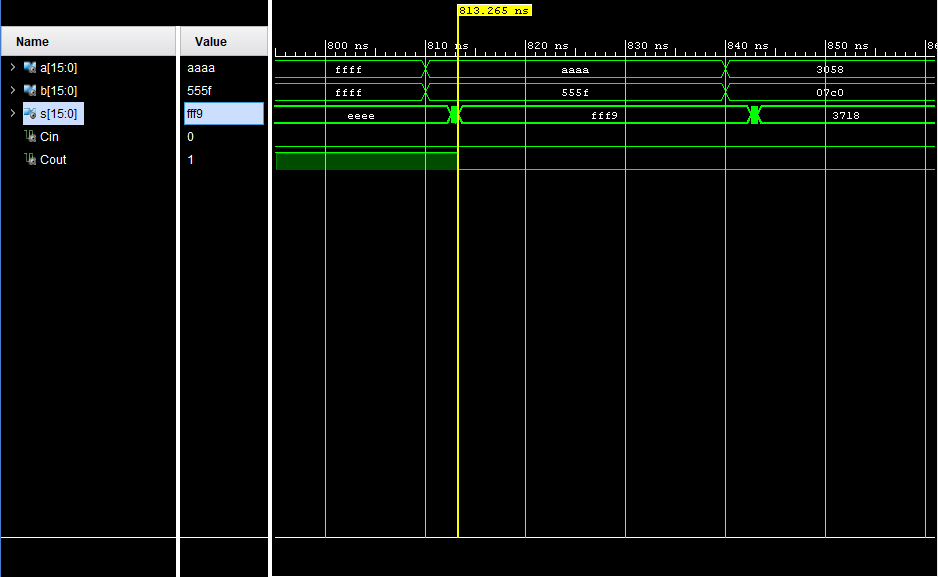 813.265 ns
Name Value
800 ns 810 ns 820 ns 830 ns 840 ns 850 ns 86
a[15:0] aaaa ffff aaaa 3058
b[15:0] 555f ffff 555f 07c0
s[15:0] fff9 eeee fff9 3718
Cin 0
Cout 1